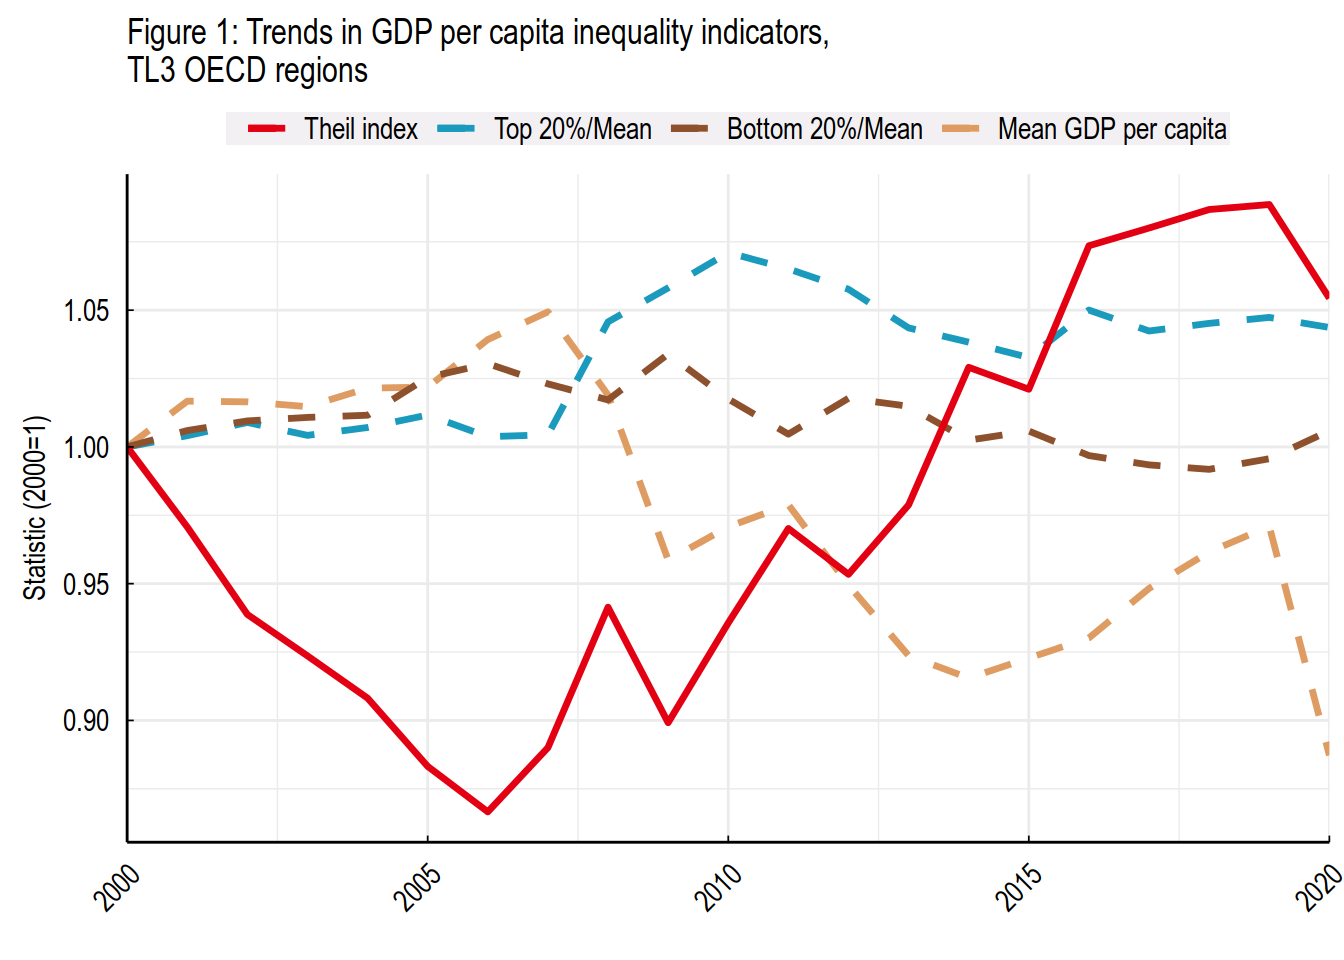 Figure 1: Trends in GDP per capita inequality indicators,
TL3 OECD regions
Theil index Top 20%/Mean Bottom 20%/Mean Mean GDP per capita
Statistic (2000=1)
1.05
1.00
0.95
0.90
2000 2005 2010 2015 2020